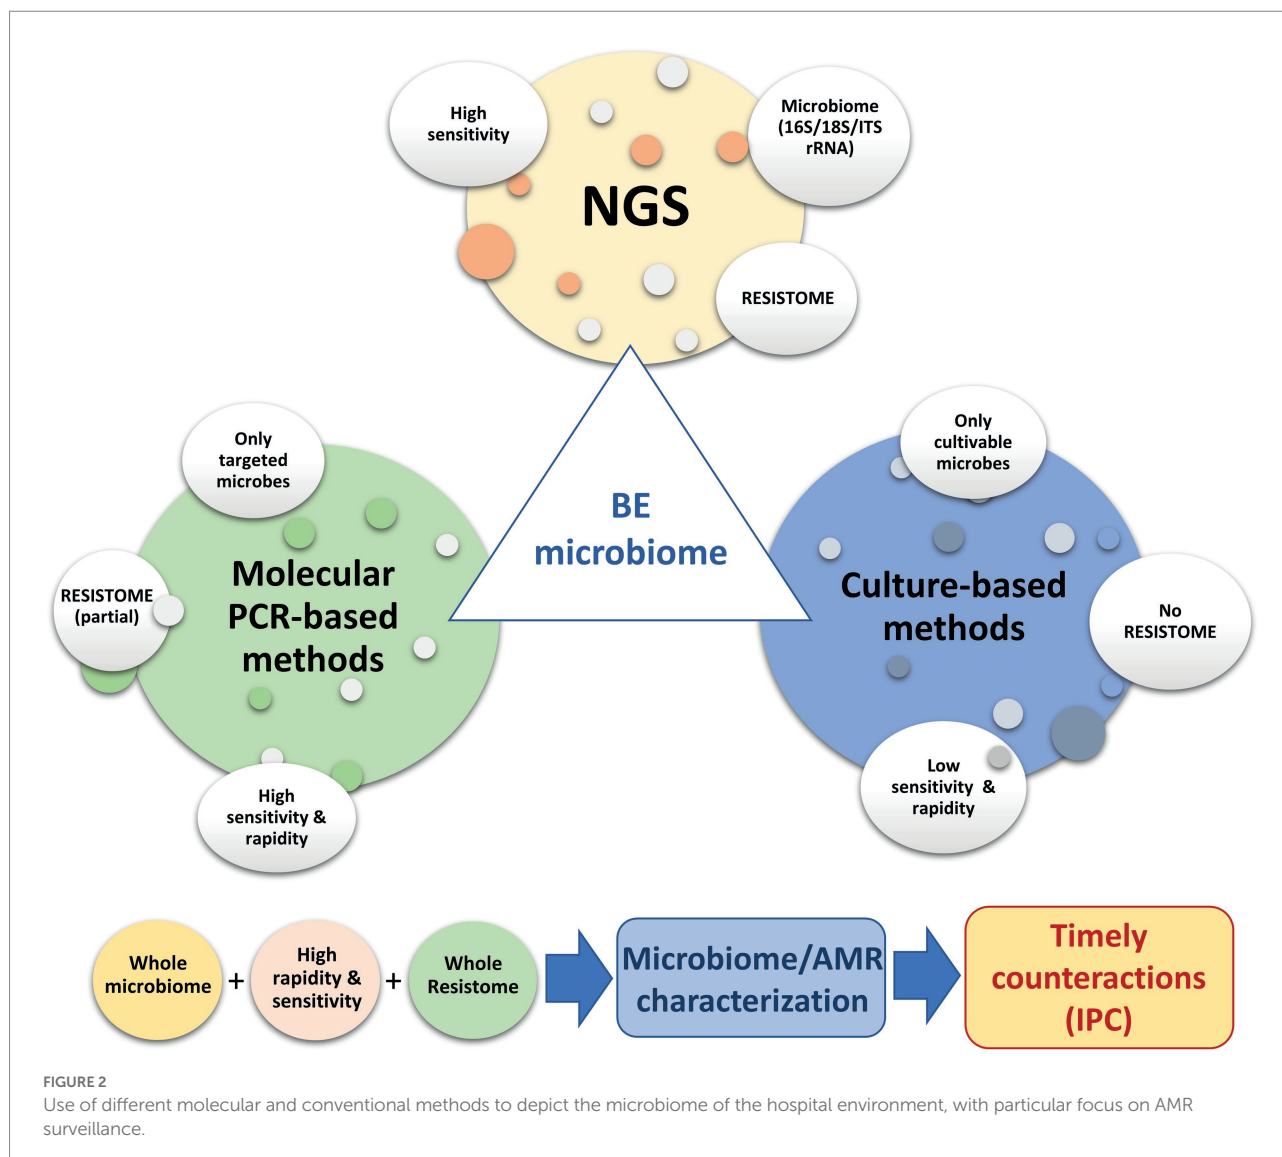 High
sensitivity
Microbiome
(16S/18S/ITS
rRNA)
NGS
RESISTOME
Only
targeted
microbes
RESISTOME
(partial)
Molecular
PCR-based
methods
High
sensitivity &
rapidity
BE
microbiome
Only
cultivable
microbes
Culture-based
methods
No
RESISTOME
Low
sensitivity &
rapidity
Whole
microbiome
+
High
rapidity &
sensitivity
+
Whole
Resistome
Microbiome/AMR
characterization
Timely
counteractions
(IPC)
FIGURE 2
Use of different molecular and conventional methods to depict the microbiome of the hospital environment, with particular focus on AMR
surveillance.